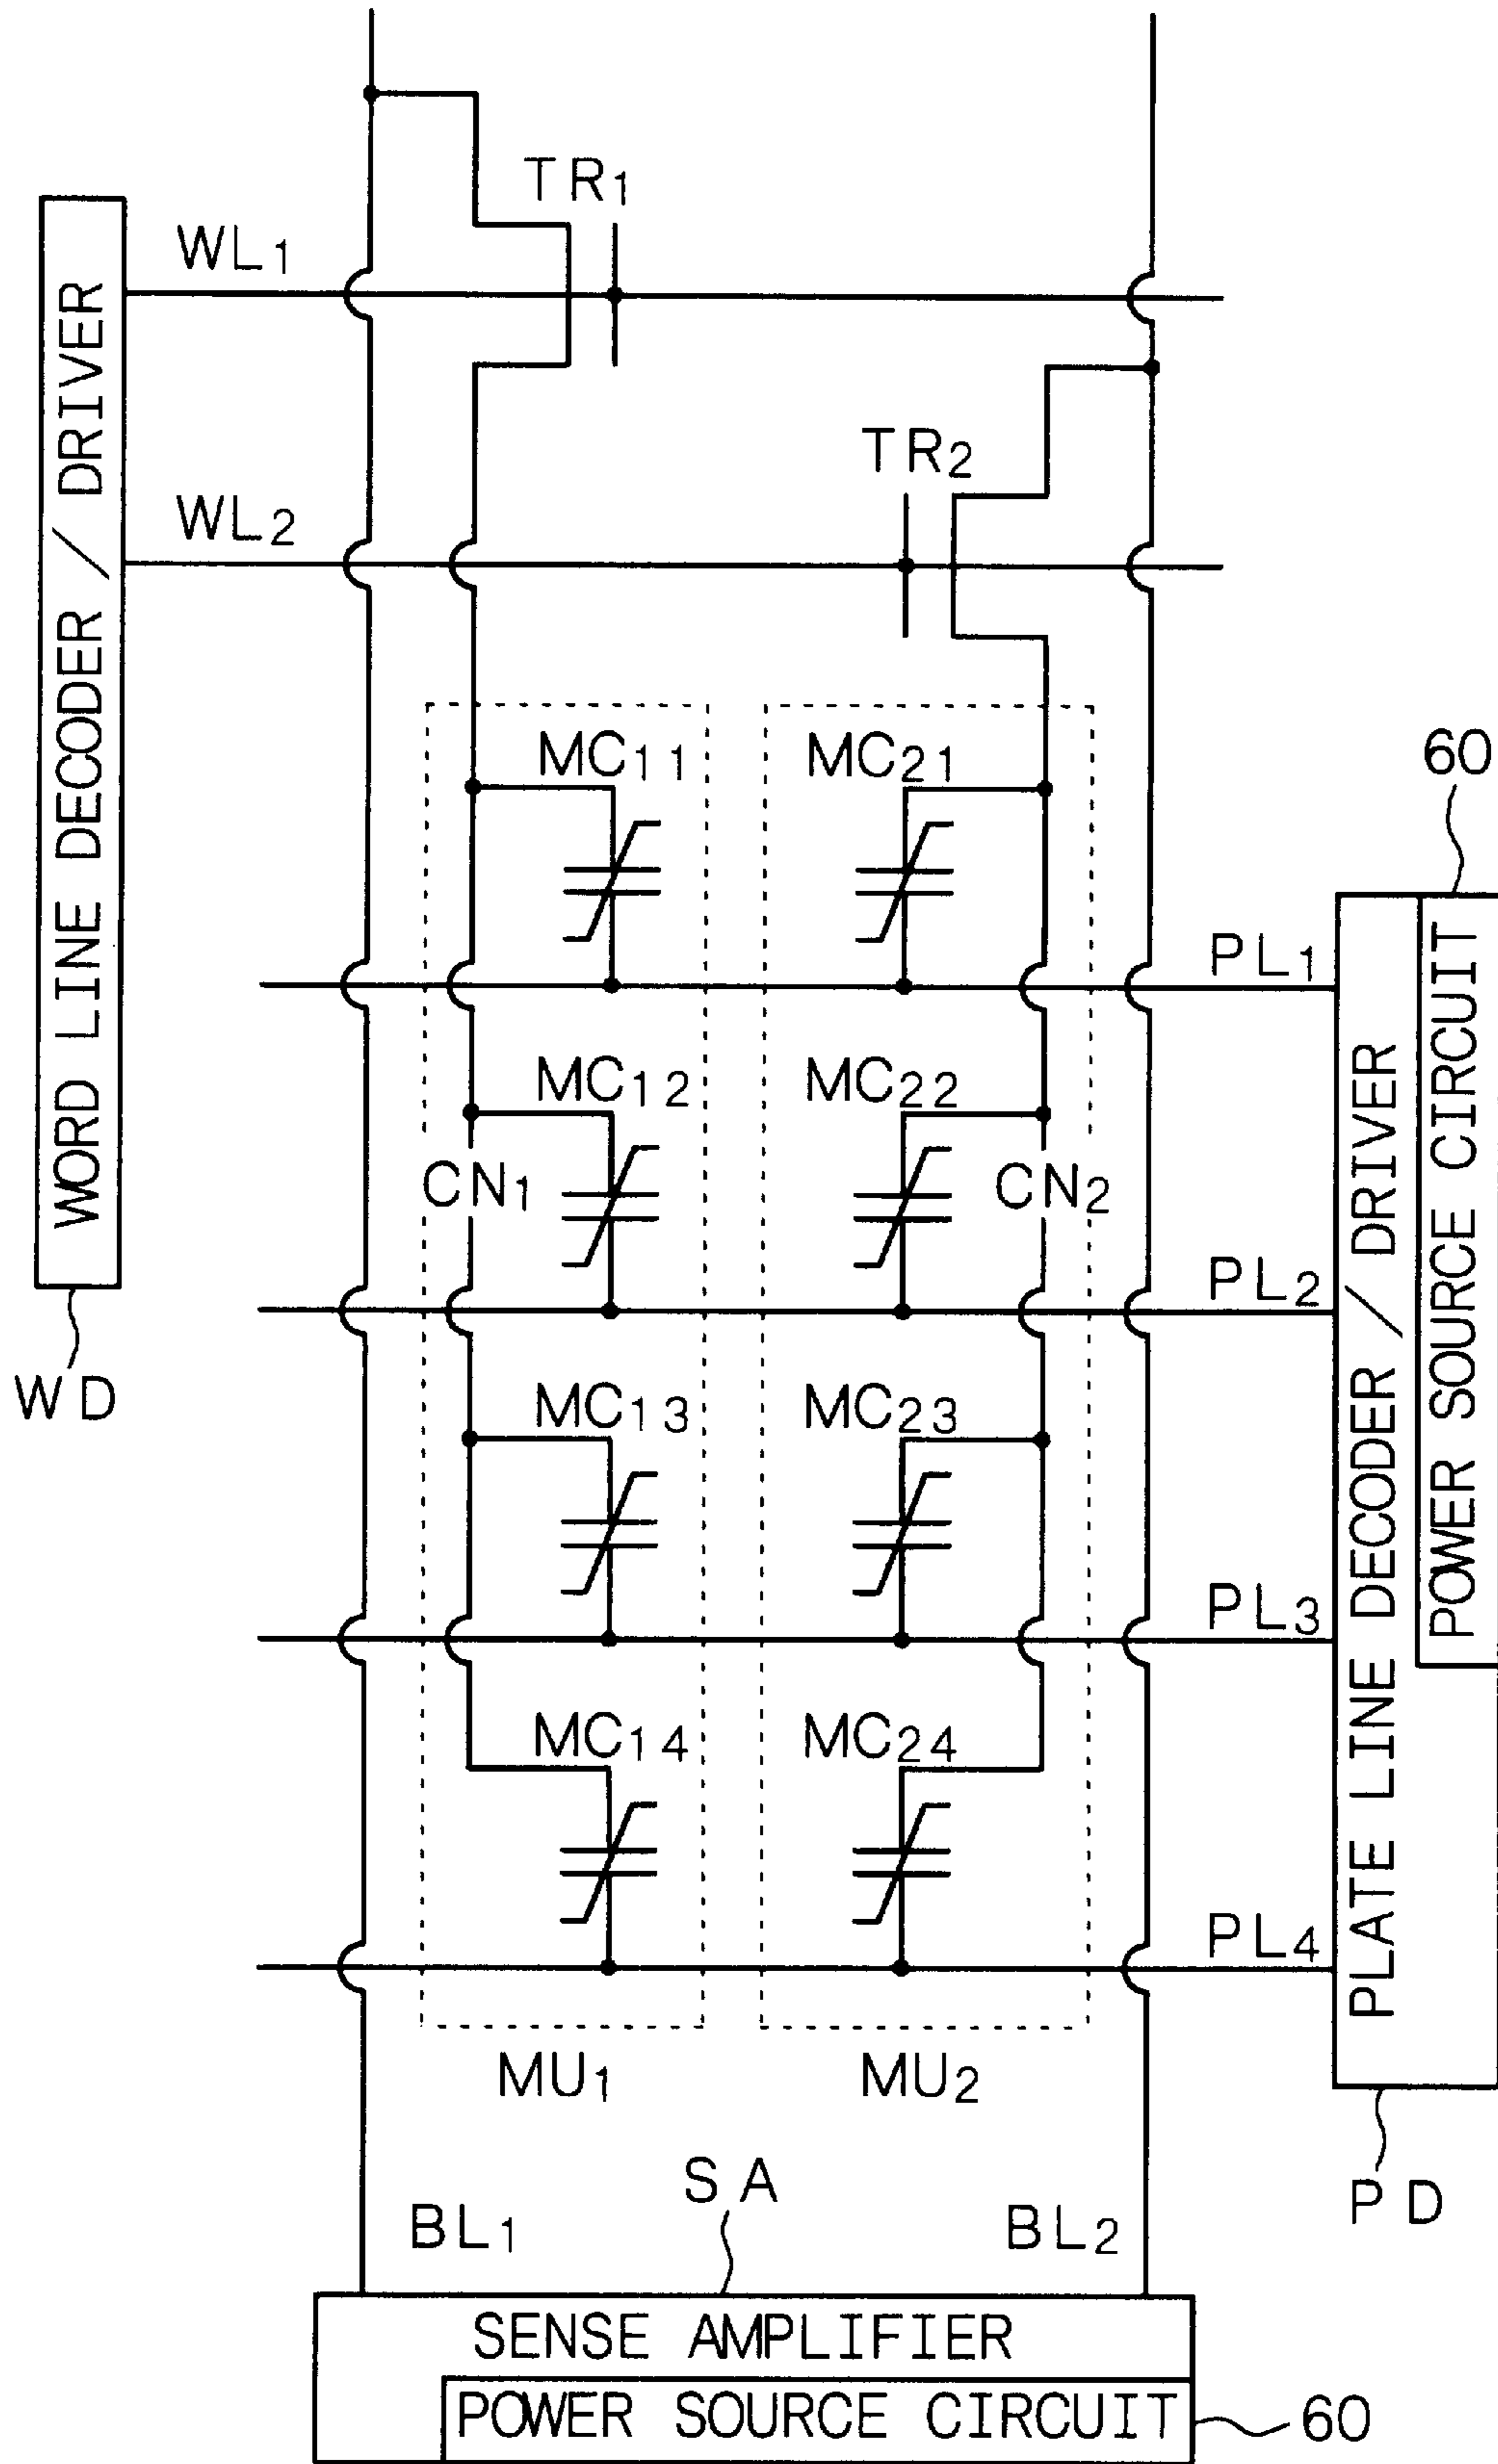 TR1
WL1
WORD LINE DECODER / DRIVER
TR2
WL2
MC11
MC21
60
PL1
POWER SOURCE CIRCUIT
MC12
MC22
PLATE LINE DECODER / DRIVER
CN1
CN2
PL2
WD
MC13
MC23
PL3
MC14
MC24
PL4
MU1
MU2
SA
PD
BL1
BL2
SENSE AMPLIFIER
POWER SOURCE CIRCUIT
60